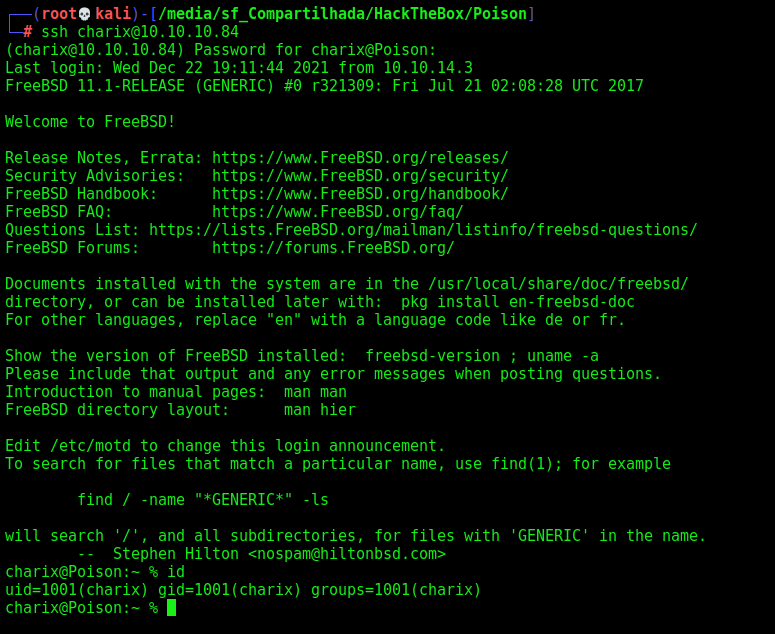 ┌──(root💀kali)-[/media/sf_Compartilhada/HackTheBox/Poison]
└─# ssh charix@10.10.10.84
(charix@10.10.10.84) Password for charix@Poison:
Last login: Wed Dec 22 19:11:44 2021 from 10.10.14.3
FreeBSD 11.1-RELEASE (GENERIC) #0 r321309: Fri Jul 21 02:08:28 UTC 2017

Welcome to FreeBSD!

Release Notes, Errata: https://www.FreeBSD.org/releases/
Security Advisories:   https://www.FreeBSD.org/security/
FreeBSD Handbook:      https://www.FreeBSD.org/handbook/
FreeBSD FAQ:           https://www.FreeBSD.org/faq/
Questions List: https://lists.FreeBSD.org/mailman/listinfo/freebsd-questions/
FreeBSD Forums:        https://forums.FreeBSD.org/

Documents installed with the system are in the /usr/local/share/doc/freebsd/
directory, or can be installed later with:  pkg install en-freebsd-doc
For other languages, replace "en" with a language code like de or fr.

Show the version of FreeBSD installed:  freebsd-version ; uname -a
Please include that output and any error messages when posting questions.
Introduction to manual pages:  man man
FreeBSD directory layout:      man hier

Edit /etc/motd to change this login announcement.
To search for files that match a particular name, use find(1); for example

        find / -name "*GENERIC*" -ls

will search '/', and all subdirectories, for files with 'GENERIC' in the name.
        --  Stephen Hilton <nospam@hiltonbsd.com>
charix@Poison:~ % id
uid=1001(charix) gid=1001(charix) groups=1001(charix)
charix@Poison:~ %